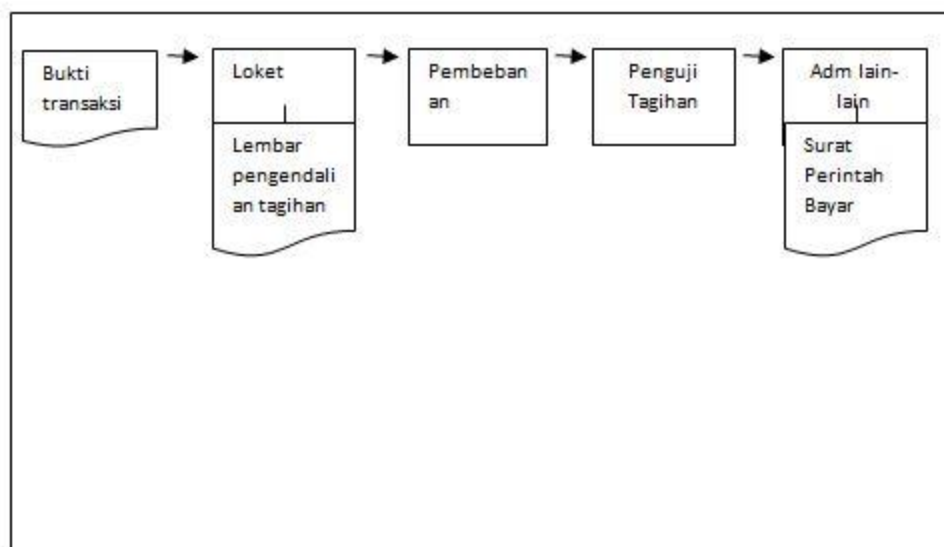 Bukti
transaksi
Loket
Lembar
pengendali
an tagihan
Pembeban
an
Penguji
Tagihan
Adm lain-
lain
Surat
Perintah
Bayar